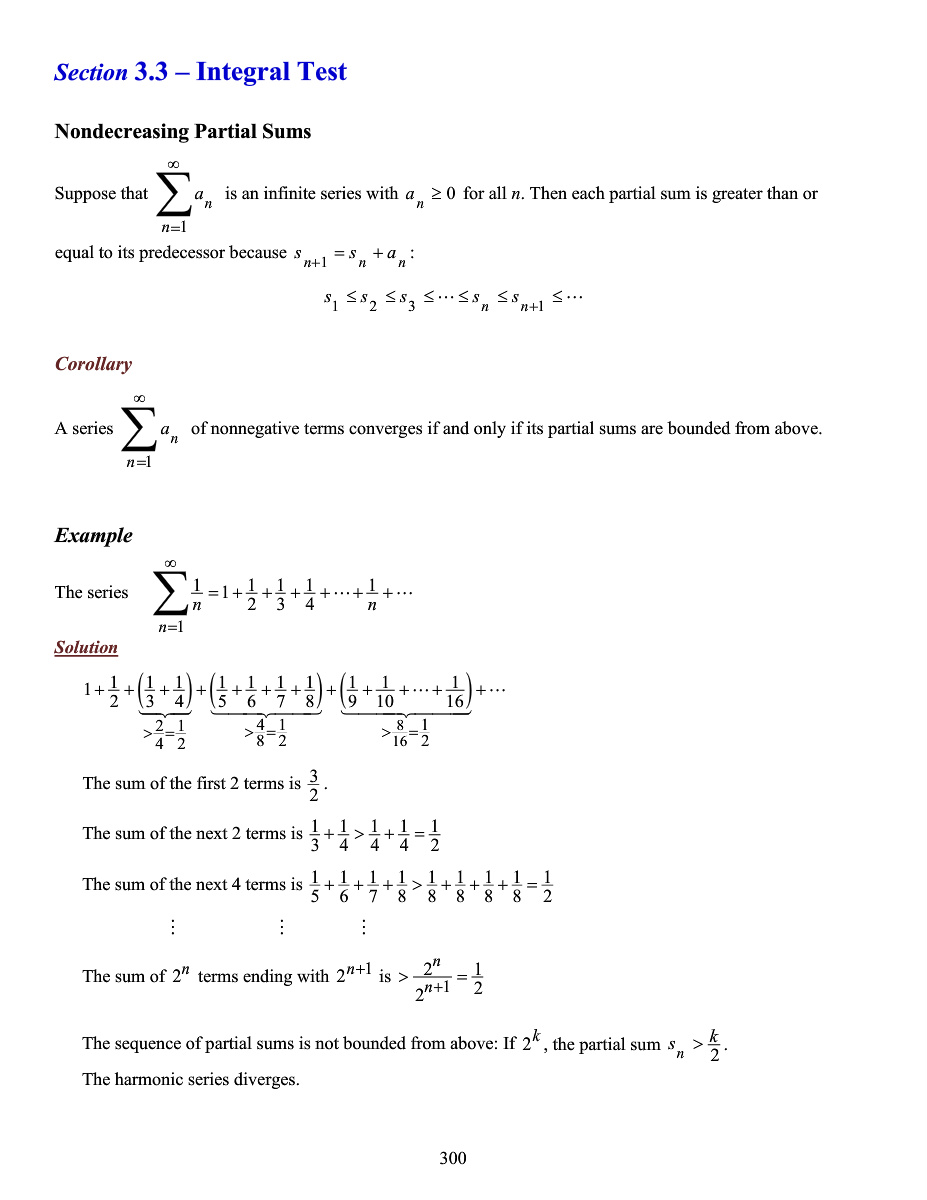 Section 3.3 – Integral Test
Nondecreasing Partial Sums
Suppose that $\sum_{n=1}^{\infty} a_n$ is an infinite series with $a_n \geq 0$ for all n. Then each partial sum is greater than or
equal to its predecessor because $s_{n+1} = s_n + a_n$:
$s_1 \leq s_2 \leq s_3 \leq \cdots \leq s_n \leq s_{n+1} \leq \cdots$
Corollary
A series $\sum_{n=1}^{\infty} a_n$ of nonnegative terms converges if and only if its partial sums are bounded from above.
Example
The series $\sum_{n=1}^{\infty} \frac{1}{n} = 1 + \frac{1}{2} + \frac{1}{3} + \frac{1}{4} + \cdots + \frac{1}{n} + \cdots$
Solution
$1 + \frac{1}{2} + \underbrace{\left(\frac{1}{3} + \frac{1}{4}\right)}_{> \frac{2}{4} = \frac{1}{2}} + \underbrace{\left(\frac{1}{5} + \frac{1}{6} + \frac{1}{7} + \frac{1}{8}\right)}_{> \frac{4}{8} = \frac{1}{2}} + \underbrace{\left(\frac{1}{9} + \frac{1}{10} + \cdots + \frac{1}{16}\right)}_{> \frac{8}{16} = \frac{1}{2}} + \cdots$
The sum of the first 2 terms is $\frac{3}{2}$.
The sum of the next 2 terms is $\frac{1}{3} + \frac{1}{4} > \frac{1}{4} + \frac{1}{4} = \frac{1}{2}$
The sum of the next 4 terms is $\frac{1}{5} + \frac{1}{6} + \frac{1}{7} + \frac{1}{8} > \frac{1}{8} + \frac{1}{8} + \frac{1}{8} + \frac{1}{8} = \frac{1}{2}$
⋮ ⋮ ⋮
The sum of $2^n$ terms ending with $2^{n+1}$ is $> \frac{2^n}{2^{n+1}} = \frac{1}{2}$
The sequence of partial sums is not bounded from above: If $2^k$, the partial sum $s_n > \frac{k}{2}$.
The harmonic series diverges.
300